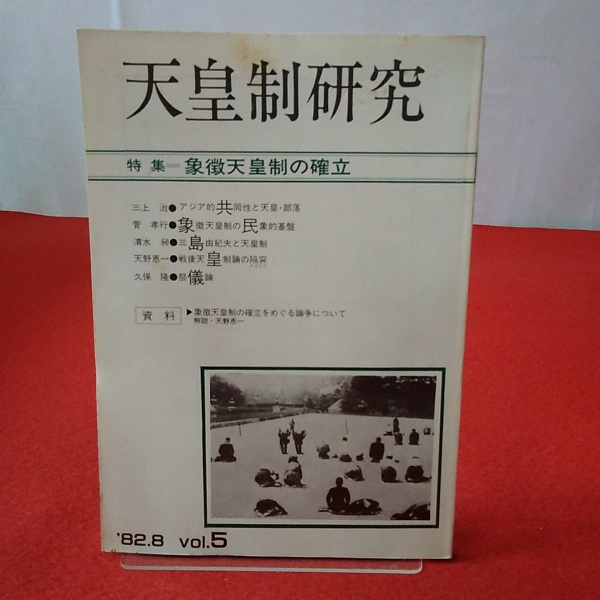 天皇制研究
特集＝象徴天皇制の確立
三上 治●アジア的共同性と天皇・部落
菅 孝行●象徴天皇制の民衆的基盤
清水 昶●三島由紀夫と天皇制
天野恵一●戦後天皇制論の陥穽
久保 隆●祭儀論
資料 ▶象徴天皇制の確立をめぐる論争について
解説・天野恵一
'82.8 vol.5